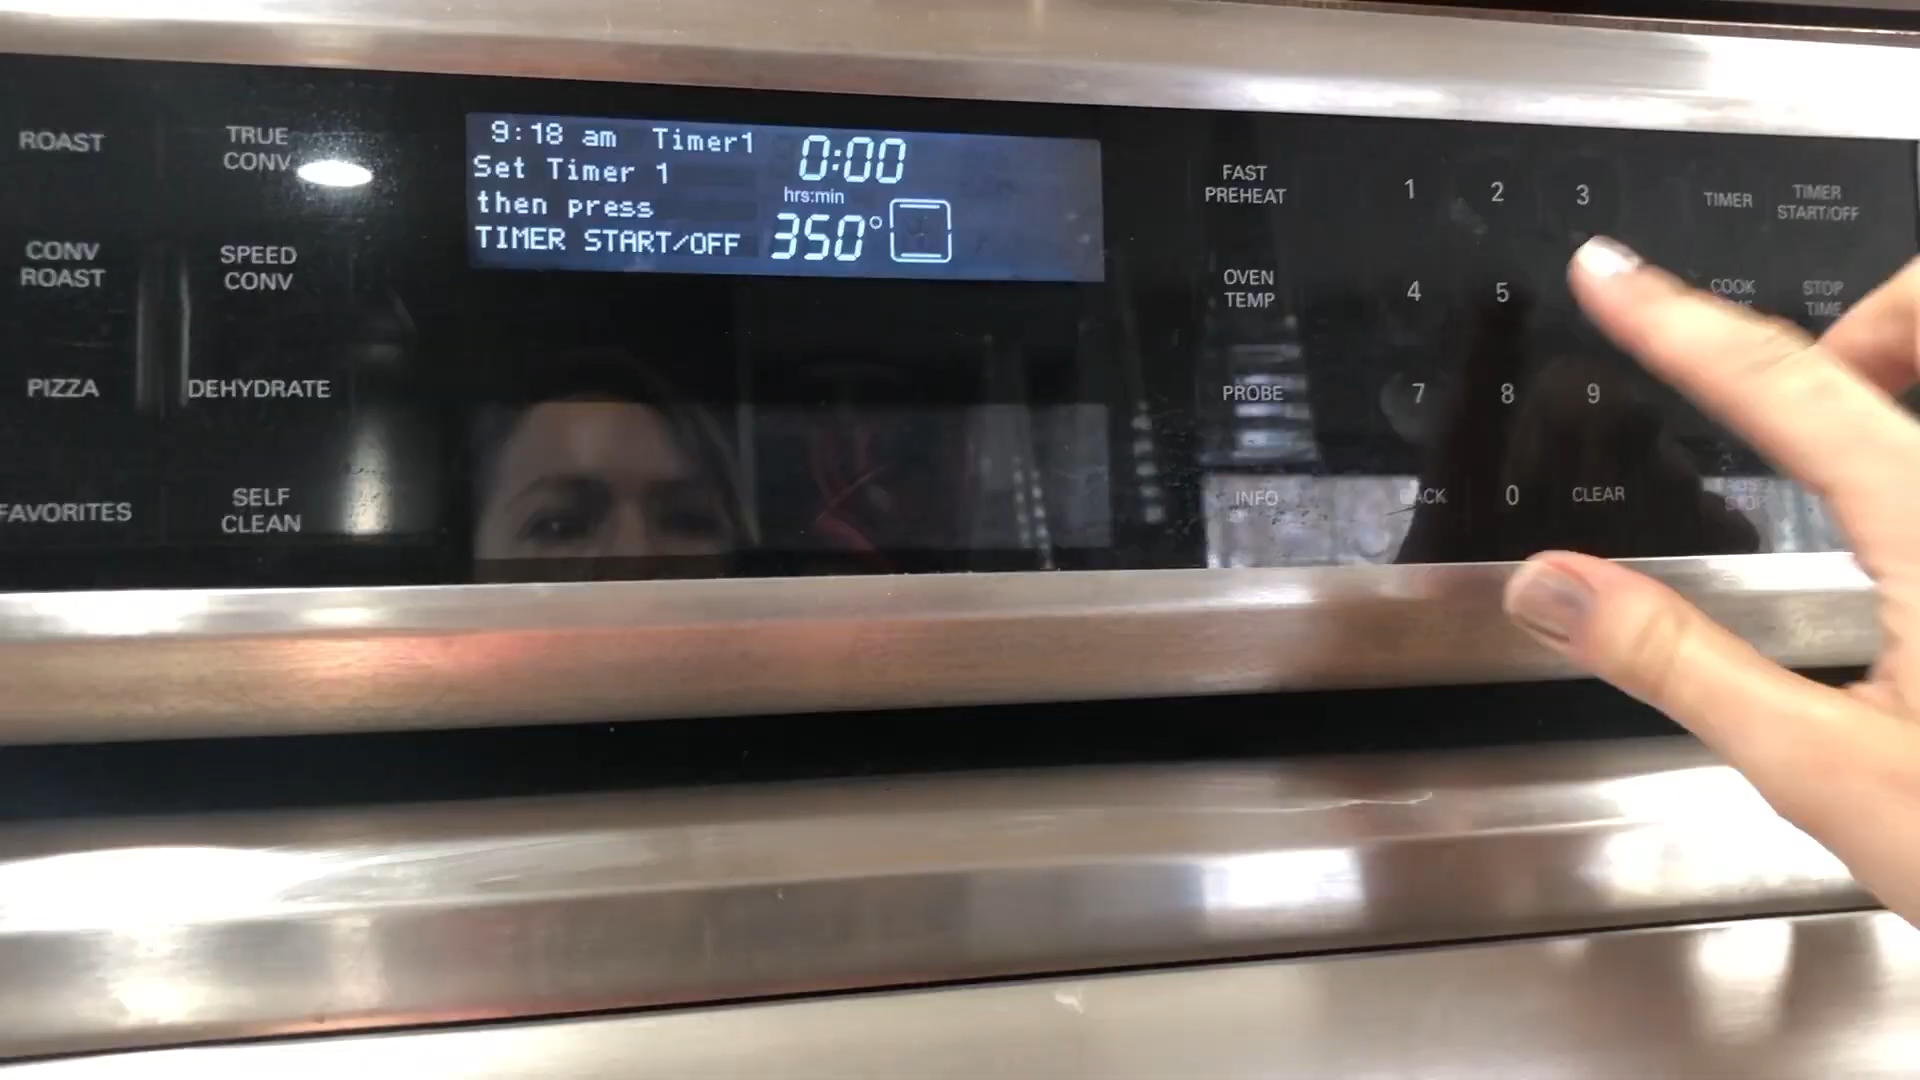 ROAST
TRUE
CONV
CONV
ROAST
SPEED
CONV
PIZZA
DEHYDRATE
FAVORITES
SELF
CLEAN
9:18 am Timer1 0:00
Set Timer 1
hrs:min
then press
TIMER START/OFF 350°
FAST
PREHEAT
1 2 3
TIMER
TIMER
START/OFF
OVEN
TEMP
4 5
COOK
STOP
TIME
PROBE
7 8 9
INFO
0 CLEAR